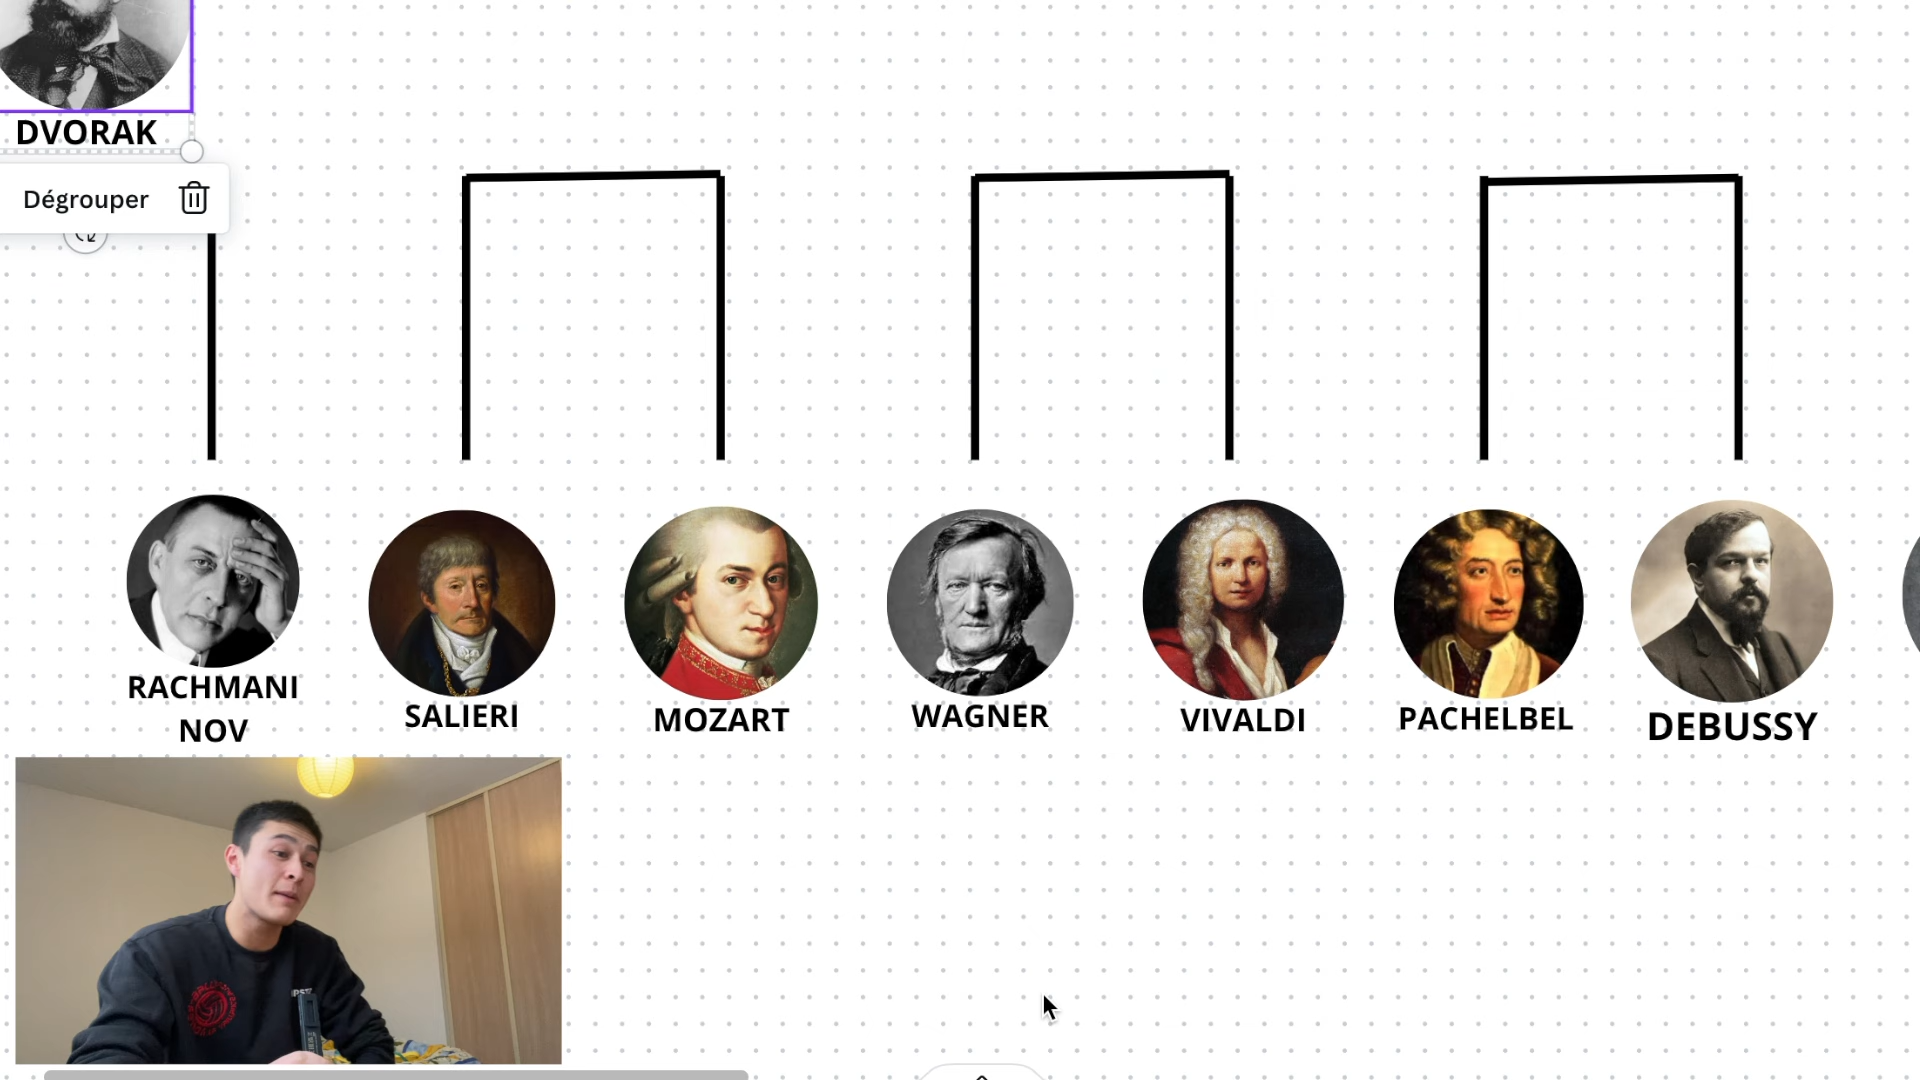 DVORAK
Dégrouper
RACHMANI
NOV
SALIERI
MOZART
WAGNER
VIVALDI
PACHELBEL
DEBUSSY